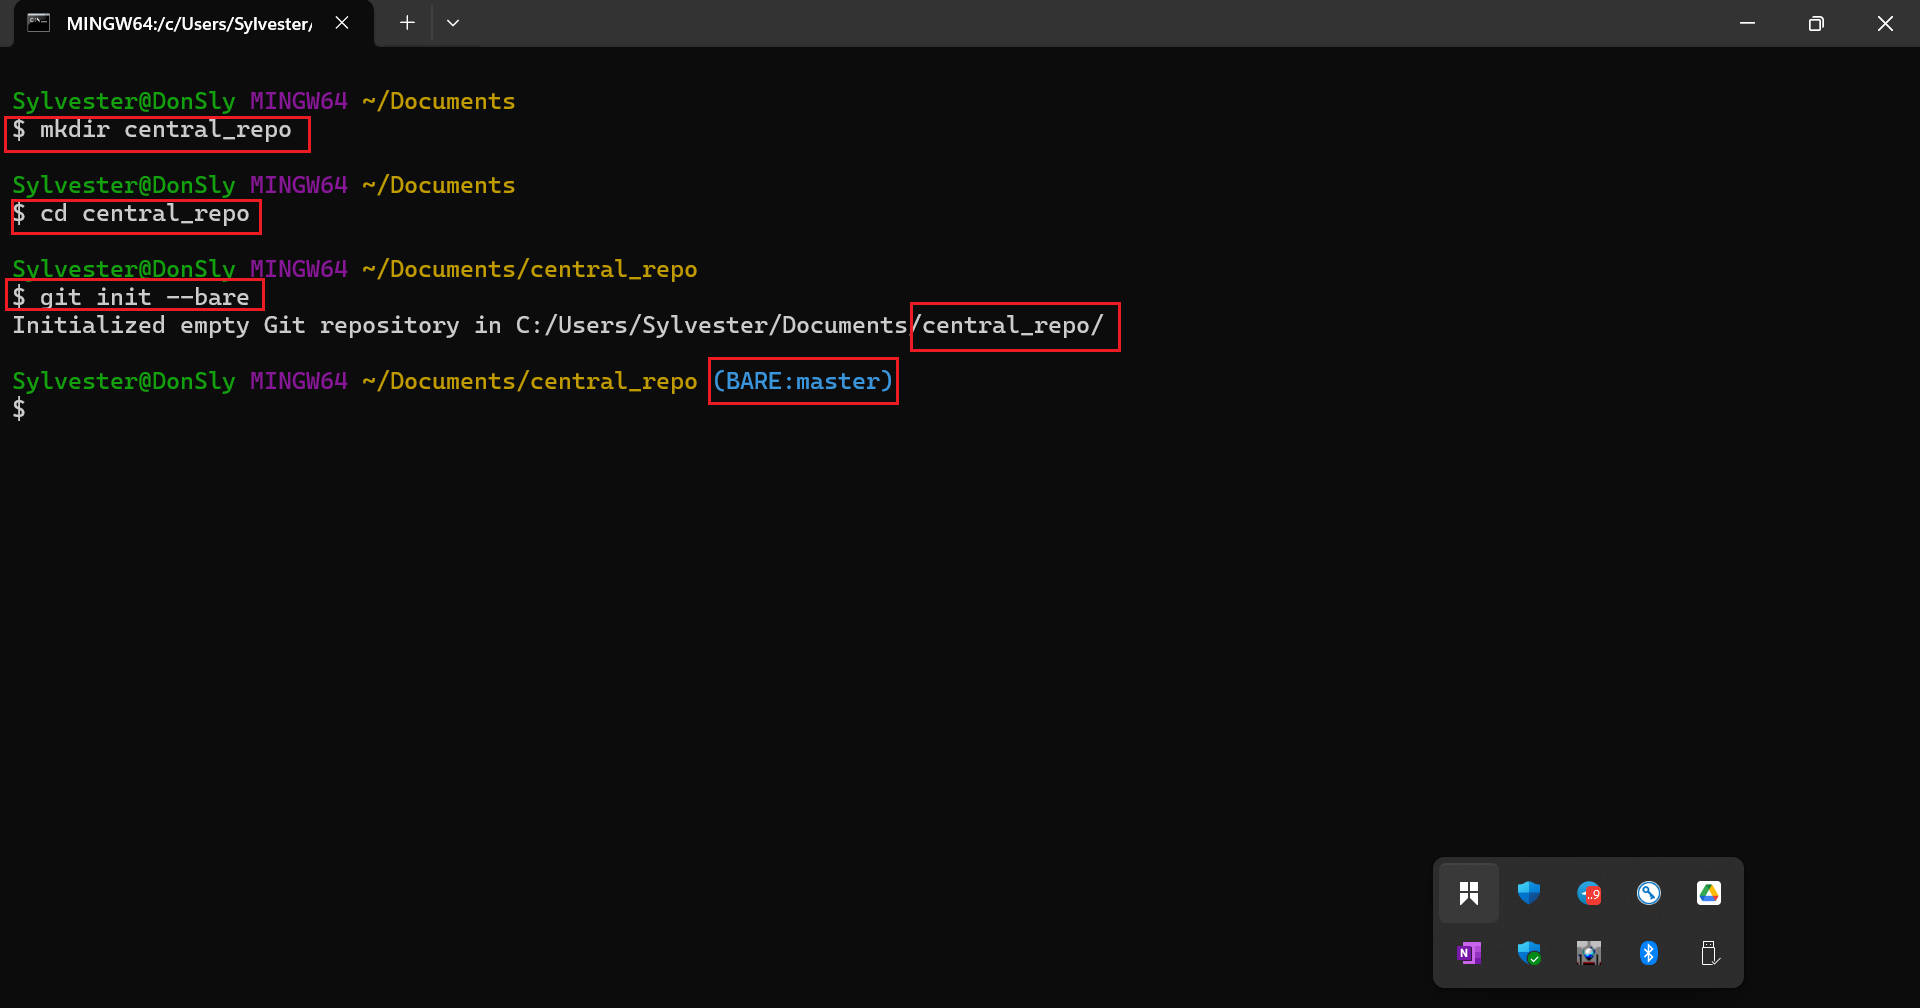 MINGW64:/c/Users/Sylvester/
Sylvester@DonSly MINGW64 ~/Documents
$ mkdir central_repo
Sylvester@DonSly MINGW64 ~/Documents
$ cd central_repo
Sylvester@DonSly MINGW64 ~/Documents/central_repo
$ git init --bare
Initialized empty Git repository in C:/Users/Sylvester/Documents/central_repo/
Sylvester@DonSly MINGW64 ~/Documents/central_repo (BARE:master)
$
..9
N